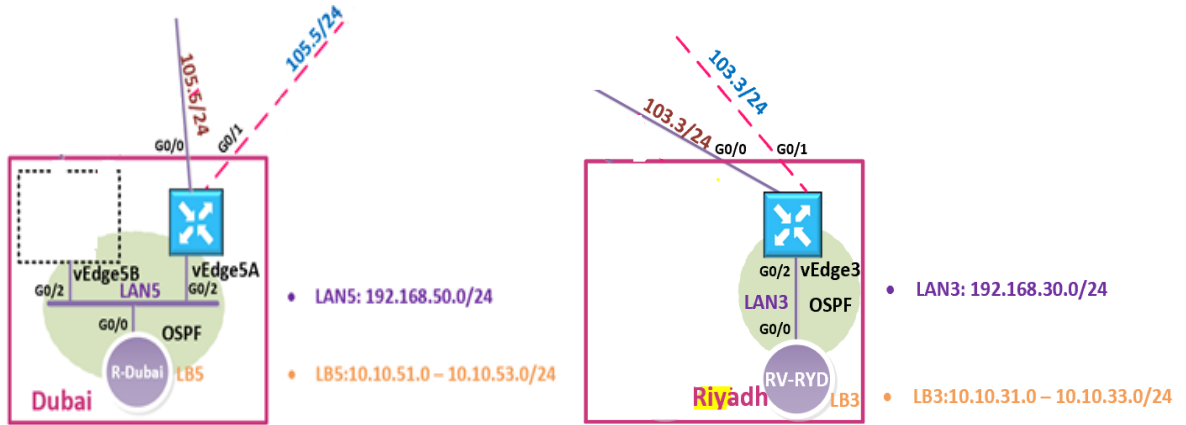 105.5/24
105.5/24
G0/0
G0/1
vEdge5B
vEdge5A
G0/2
LAN5
G0/2
G0/0
OSPF
R-Dubai
LB5
Dubai
• LAN5: 192.168.50.0/24
• LB5:10.10.51.0 – 10.10.53.0/24
103.3/24
103.3/24
G0/0
G0/1
G0/2
vEdge3
LAN3
OSPF
G0/0
RV-RYD
Riyadh
LB3
• LAN3: 192.168.30.0/24
• LB3:10.10.31.0 – 10.10.33.0/24